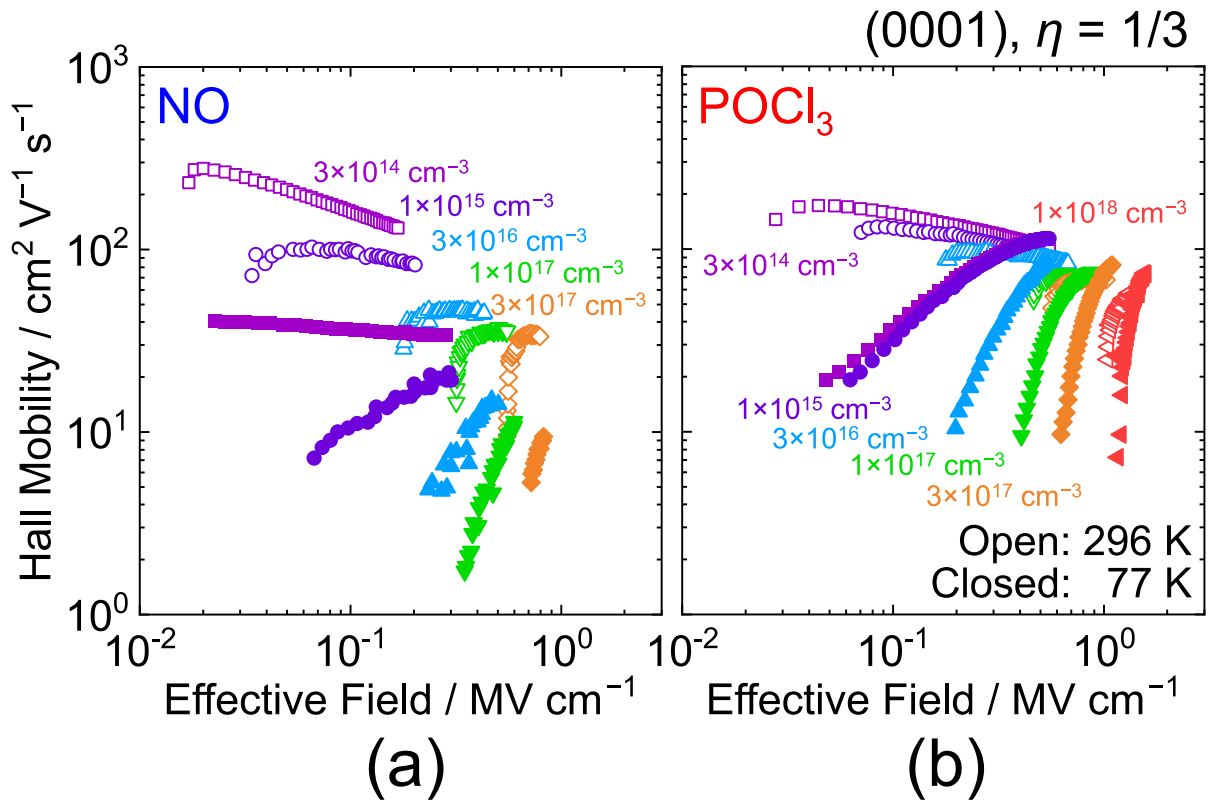 (0001), η = 1/3
Hall Mobility / cm² V⁻¹ s⁻¹
10³
10²
10¹
10⁰
NO
3×10¹⁴ cm⁻³
1×10¹⁵ cm⁻³
3×10¹⁶ cm⁻³
1×10¹⁷ cm⁻³
3×10¹⁷ cm⁻³
10⁻² 10⁻¹ 10⁰
Effective Field / MV cm⁻¹
(a)
POCl₃
1×10¹⁸ cm⁻³
3×10¹⁴ cm⁻³
1×10¹⁵ cm⁻³
3×10¹⁶ cm⁻³
1×10¹⁷ cm⁻³
3×10¹⁷ cm⁻³
Open: 296 K
Closed: 77 K
10⁻² 10⁻¹ 10⁰
Effective Field / MV cm⁻¹
(b)